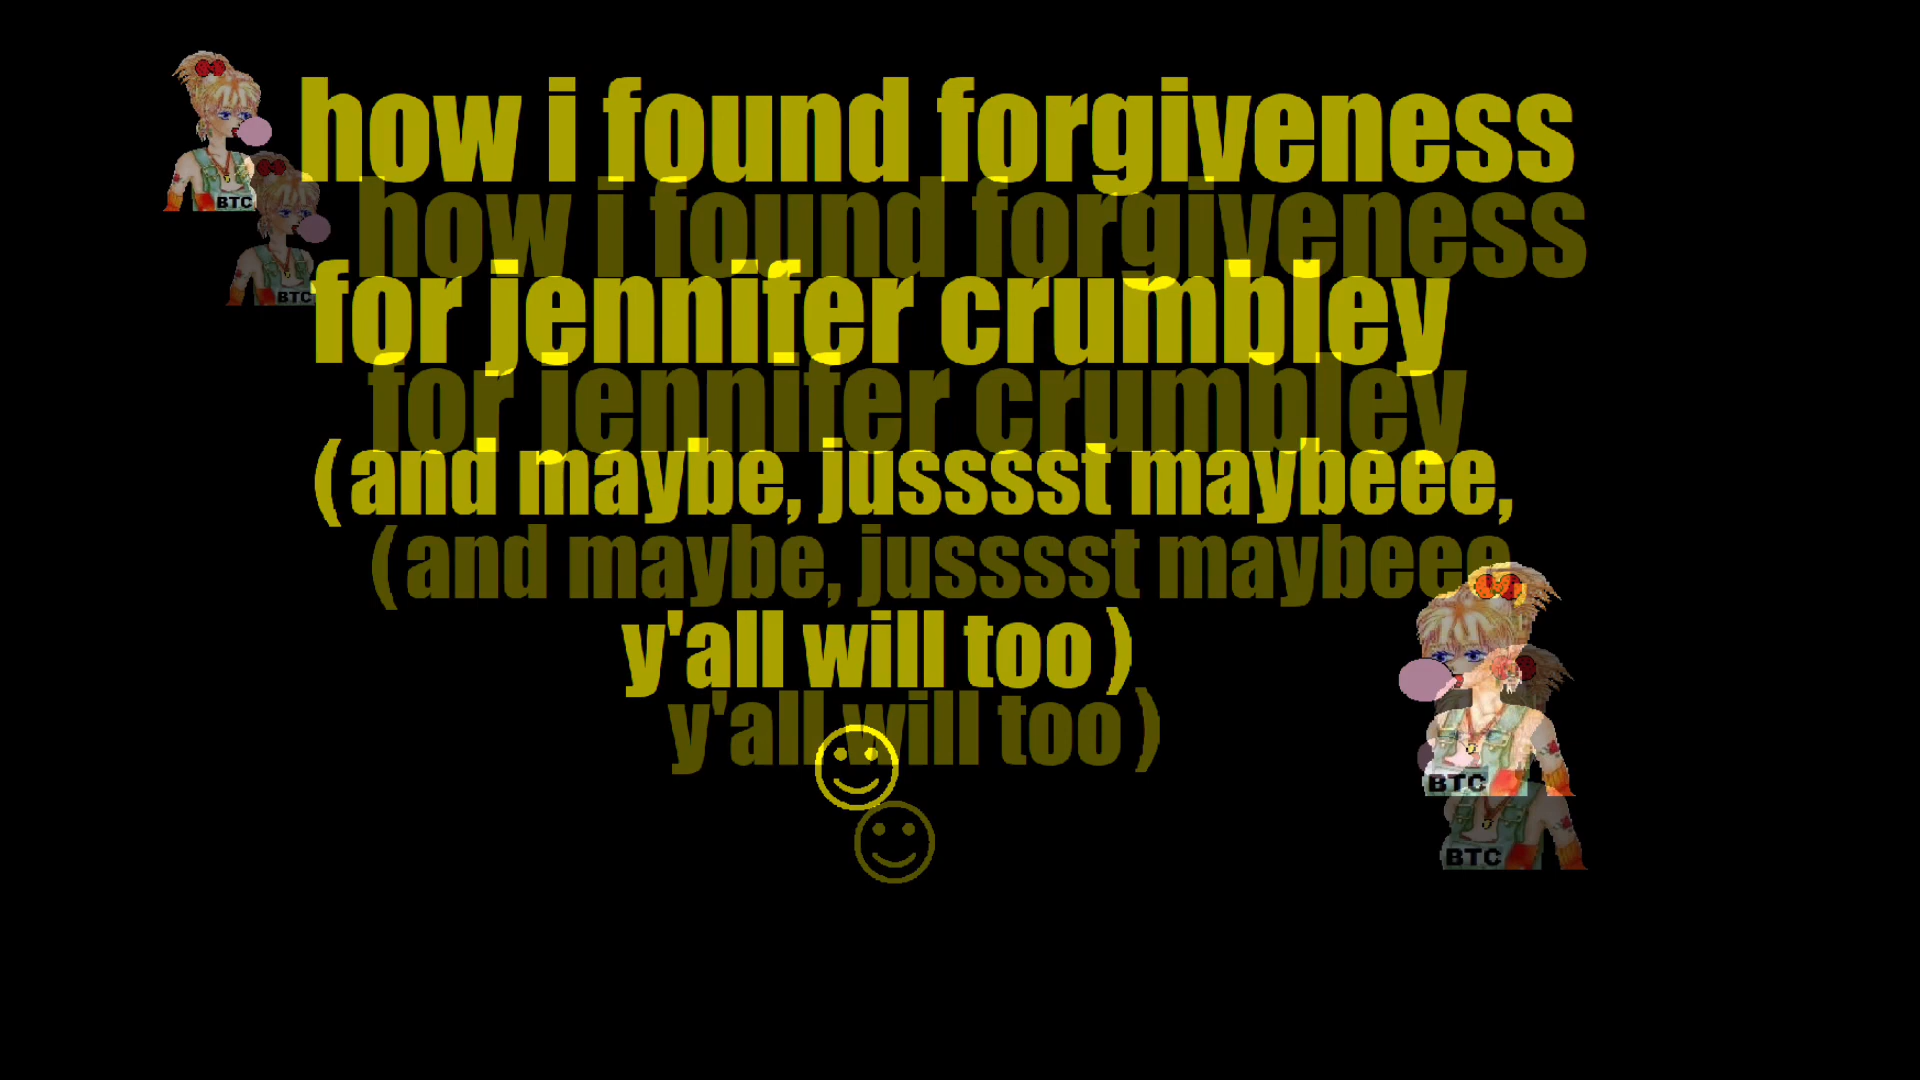 how i found forgiveness
how i found forgiveness
for jennifer crumbley
for jennifer crumbley
(and maybe, jusssst maybeee,
(and maybe, jusssst maybeee
y'all will too)
y'all will too)
BTC
BTC
BTC
BTC